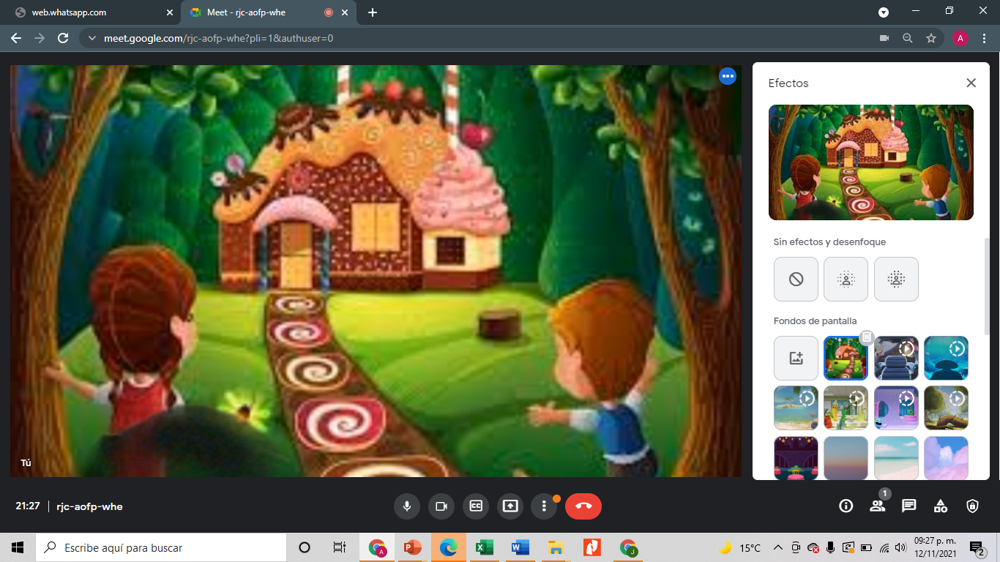 web.whatsapp.com
Meet - rjc-aofp-whe
meet.google.com/rjc-aofp-whe?pli=1&authuser=0
A
Efectos
Sin efectos y desenfoque
Fondos de pantalla
Tú
21:27 | rjc-aofp-whe
CC
1
Escribe aquí para buscar
A
P
X
W
J
15°C
09:27 p. m.
12/11/2021
2